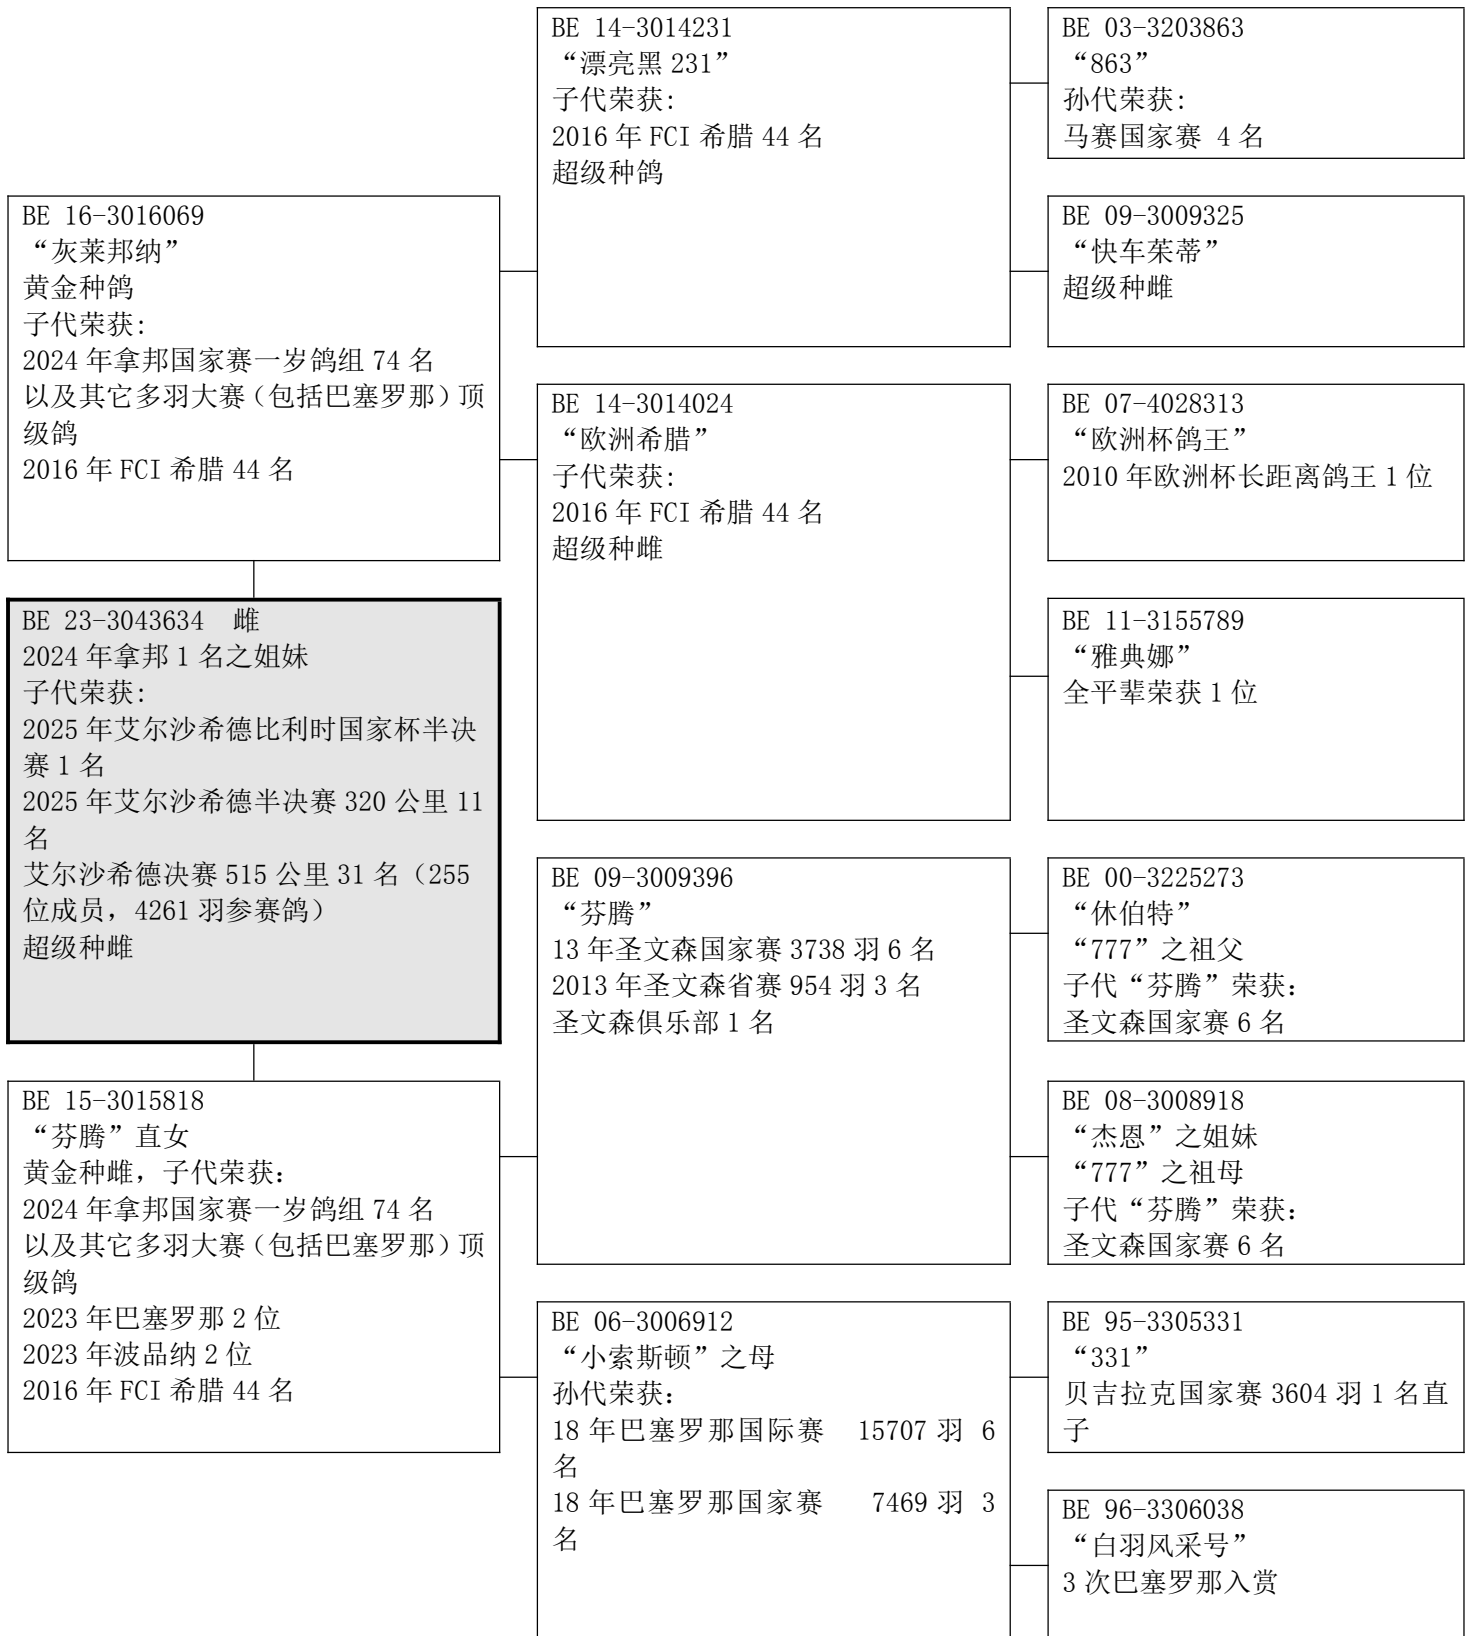 BE 14-3014231
“漂亮黑 231”
子代荣获:
2016 年 FCI 希腊 44 名
超级种鸽
BE 03-3203863
“863”
孙代荣获:
马赛国家赛 4 名
BE 16-3016069
“灰莱邦纳”
黄金种鸽
子代荣获:
2024 年拿邦国家赛一岁鸽组 74 名
以及其它多羽大赛（包括巴塞罗那）顶
级鸽
2016 年 FCI 希腊 44 名
BE 09-3009325
“快车茱蒂”
超级种雌
BE 14-3014024
“欧洲希腊”
子代荣获:
2016 年 FCI 希腊 44 名
超级种雌
BE 07-4028313
“欧洲杯鸽王”
2010 年欧洲杯长距离鸽王 1 位
BE 23-3043634 雌
2024 年拿邦 1 名之姐妹
子代荣获:
2025 年艾尔沙希德比利时国家杯半决
赛 1 名
2025 年艾尔沙希德半决赛 320 公里 11
名
艾尔沙希德决赛 515 公里 31 名（255
位成员，4261 羽参赛鸽）
超级种雌
BE 11-3155789
“雅典娜”
全平辈荣获 1 位
BE 09-3009396
“芬腾”
13 年圣文森国家赛 3738 羽 6 名
2013 年圣文森省赛 954 羽 3 名
圣文森俱乐部 1 名
BE 00-3225273
“休伯特”
“777”之祖父
子代“芬腾”荣获：
圣文森国家赛 6 名
BE 15-3015818
“芬腾”直女
黄金种雌，子代荣获：
2024 年拿邦国家赛一岁鸽组 74 名
以及其它多羽大赛（包括巴塞罗那）顶
级鸽
2023 年巴塞罗那 2 位
2023 年波品纳 2 位
2016 年 FCI 希腊 44 名
BE 08-3008918
“杰恩”之姐妹
“777”之祖母
子代“芬腾”荣获：
圣文森国家赛 6 名
BE 06-3006912
“小索斯顿”之母
孙代荣获：
18 年巴塞罗那国际赛 15707 羽 6
名
18 年巴塞罗那国家赛 7469 羽 3
名
BE 95-3305331
“331”
贝吉拉克国家赛 3604 羽 1 名直
子
BE 96-3306038
“白羽风采号”
3 次巴塞罗那入赏